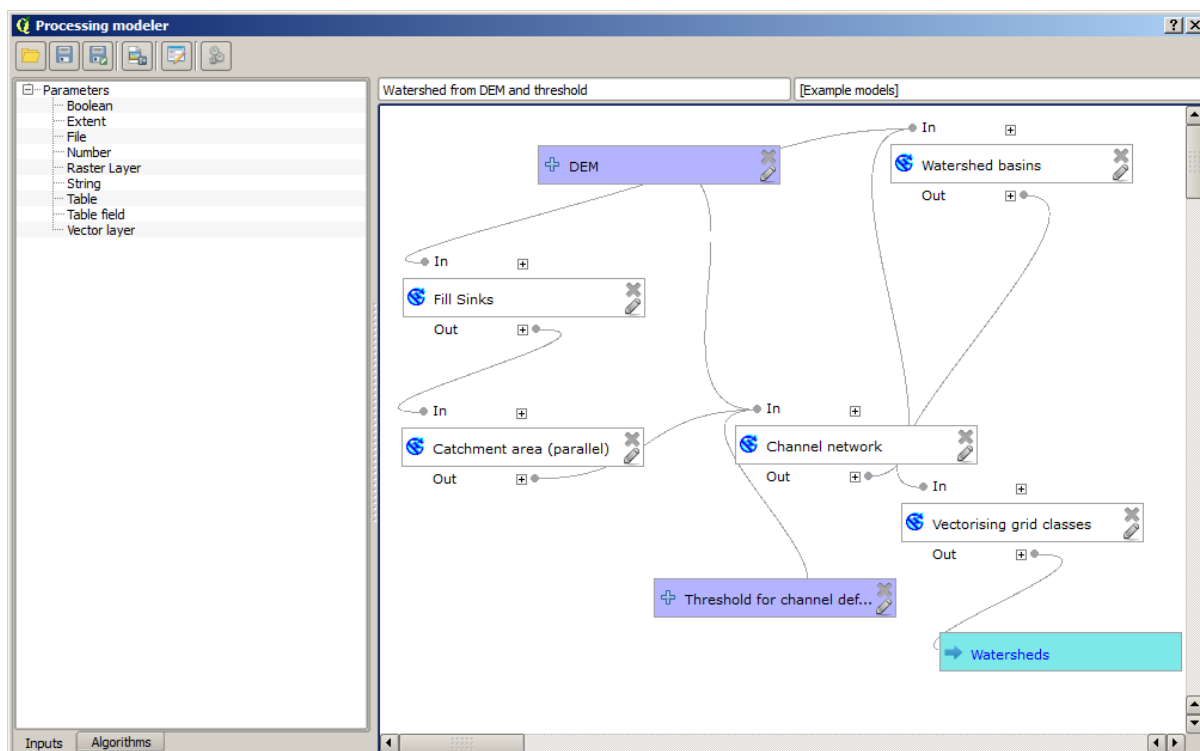 Processing modeler
Parameters
Boolean
Extent
File
Number
Raster Layer
String
Table
Table field
Vector layer
Inputs
Algorithms
Watershed from DEM and threshold
[Example models]
DEM
In
Watershed basins
Out
In
Fill Sinks
Out
In
Catchment area (parallel)
Out
In
Channel network
Out
In
Vectorising grid classes
Out
Threshold for channel def...
Watersheds